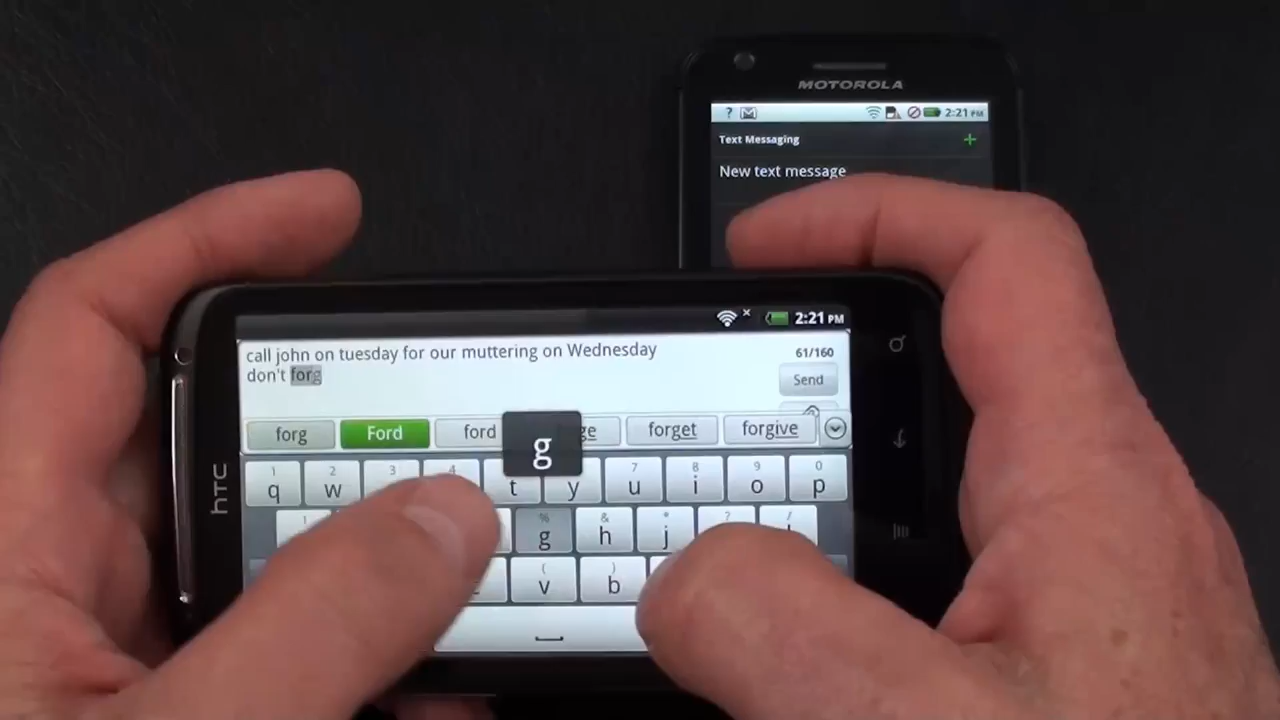 MOTOROLA
? 2:21 PM
Text Messaging +
New text message
2:21 PM
call john on tuesday for our muttering on Wednesday
61/160
don't forg
Send
forg Ford ford g ge forget forgive
1 2 3 4 7 8 9 0
q w t y u i o p
% & * ?
g h j
( )
v b
hTC